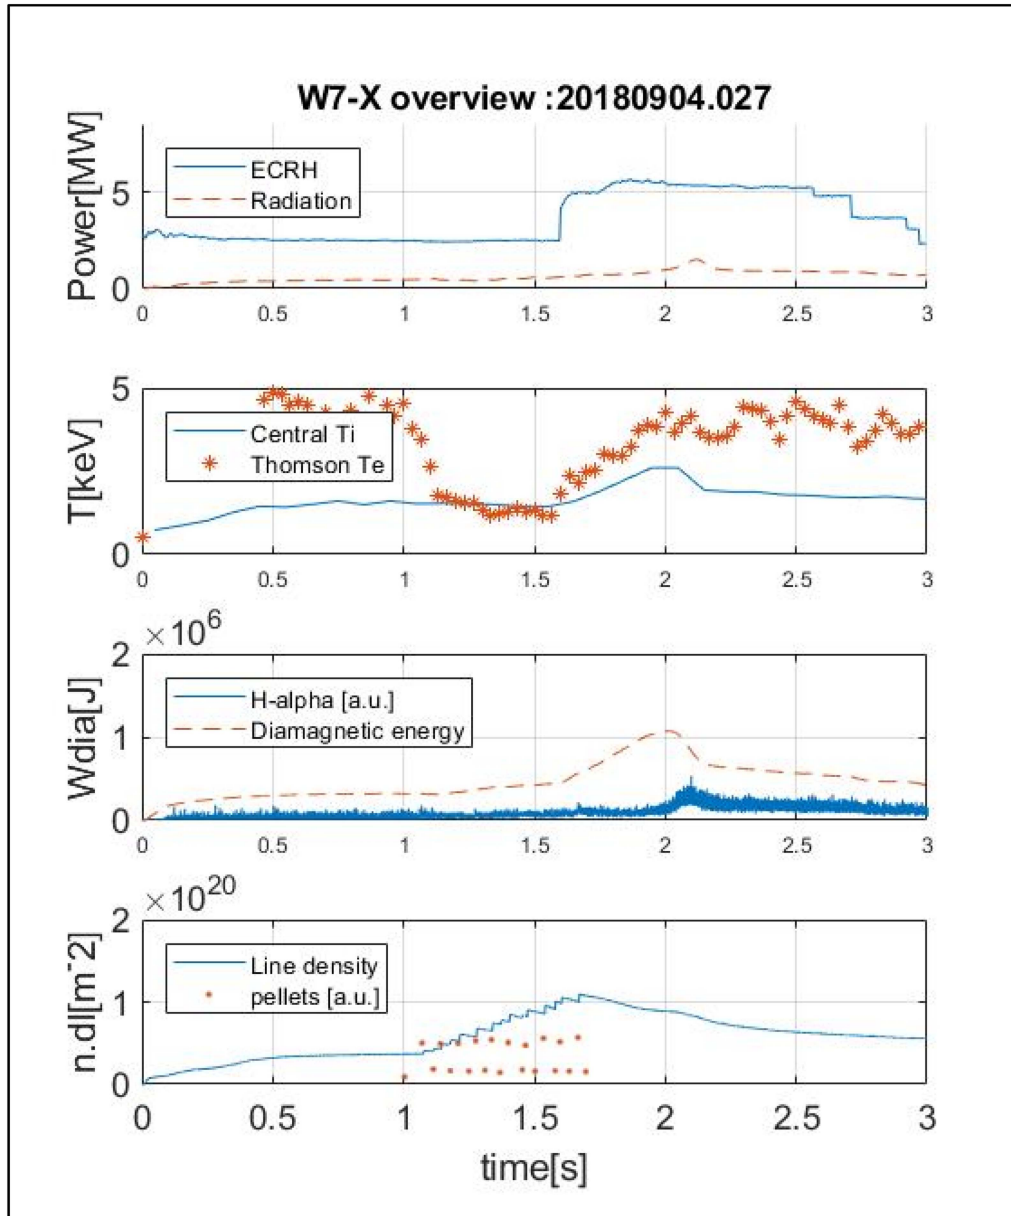 W7-X overview :20180904.027
Power[MW]
ECRH
Radiation
5
0
0 0.5 1 1.5 2 2.5 3
T[keV]
Central Ti
Thomson Te
5
0
0 0.5 1 1.5 2 2.5 3
×10^6
Wdia[J]
H-alpha [a.u.]
Diamagnetic energy
2
1
0
0 0.5 1 1.5 2 2.5 3
×10^20
n.dl[m^-2]
Line density
pellets [a.u.]
2
1
0
0 0.5 1 1.5 2 2.5 3
time[s]